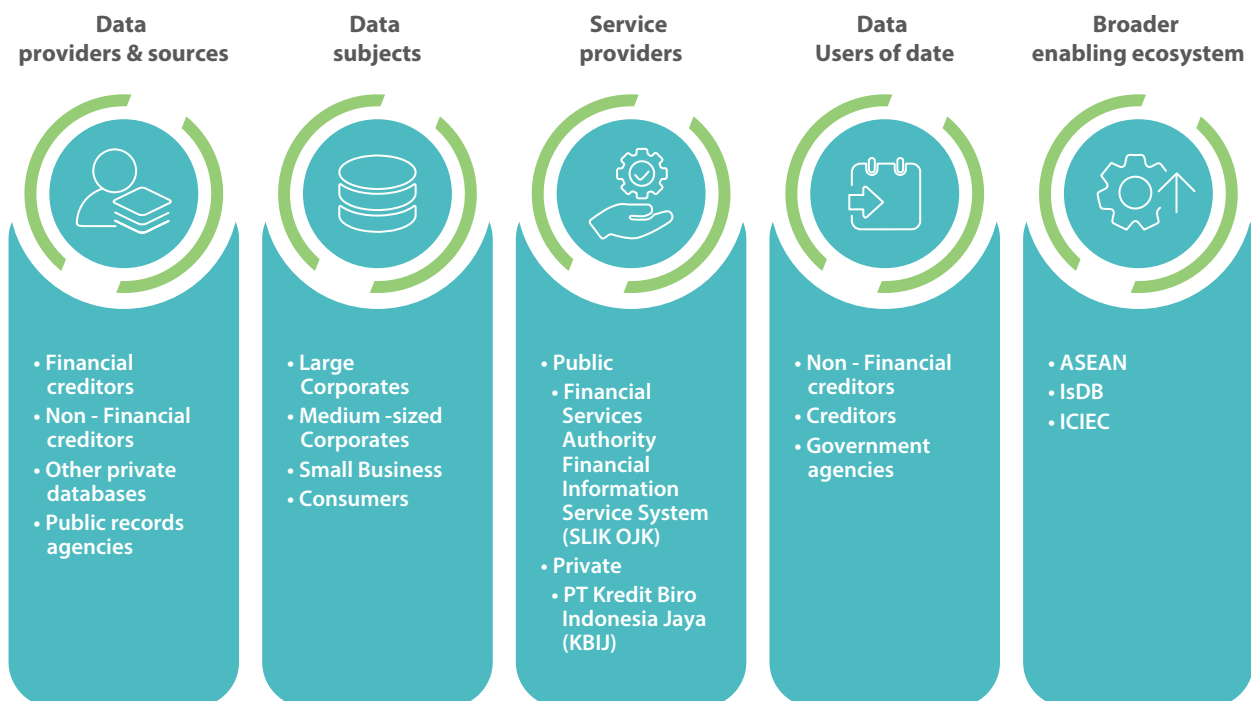 Data
providers & sources
Data
subjects
Service
providers
Data
Users of date
Broader
enabling ecosystem
• Financial
creditors
• Non - Financial
creditors
• Other private
databases
• Public records
agencies
• Large
Corporates
• Medium -sized
Corporates
• Small Business
• Consumers
• Public
• Financial
Services
Authority
Financial
Information
Service System
(SLIK OJK)
• Private
• PT Kredit Biro
Indonesia Jaya
(KBIJ)
• Non - Financial
creditors
• Creditors
• Government
agencies
• ASEAN
• IsDB
• ICIEC